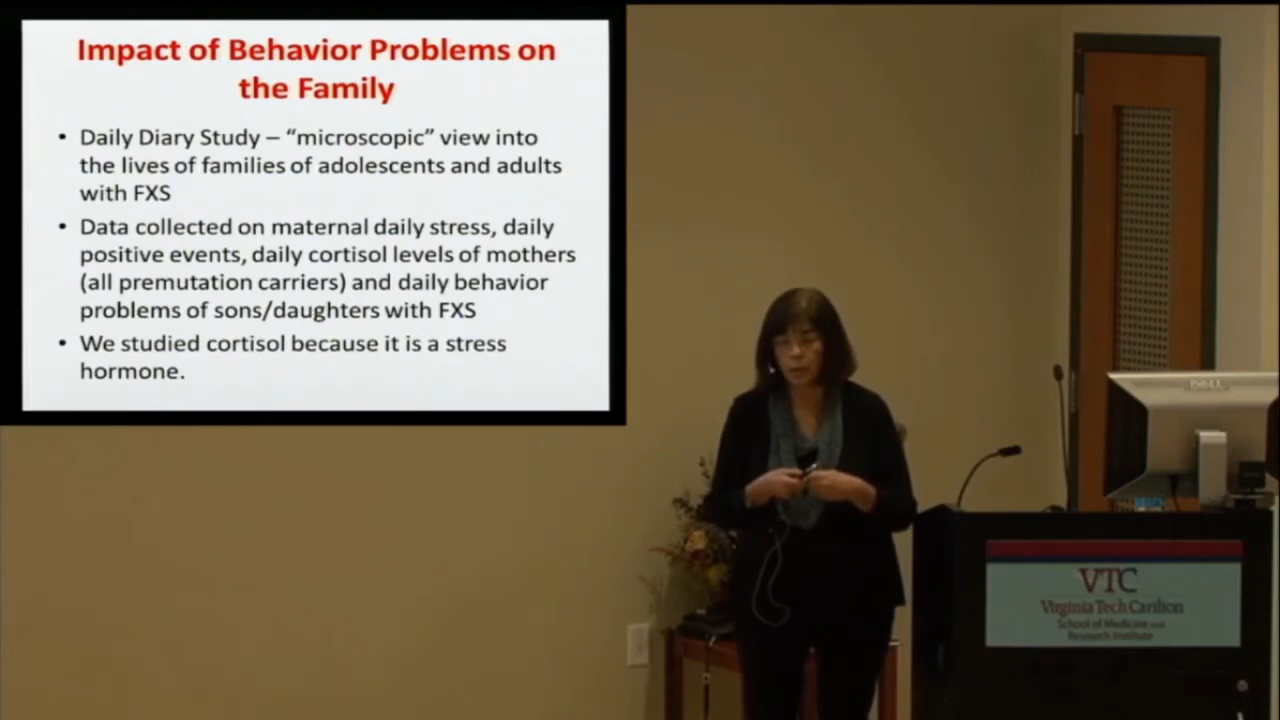 Impact of Behavior Problems on
the Family
• Daily Diary Study – “microscopic” view into
the lives of families of adolescents and adults
with FXS
• Data collected on maternal daily stress, daily
positive events, daily cortisol levels of mothers
(all premutation carriers) and daily behavior
problems of sons/daughters with FXS
• We studied cortisol because it is a stress
hormone.
DELL
VTC
Virginia Tech Carilion
School of Medicine and
Research Institute